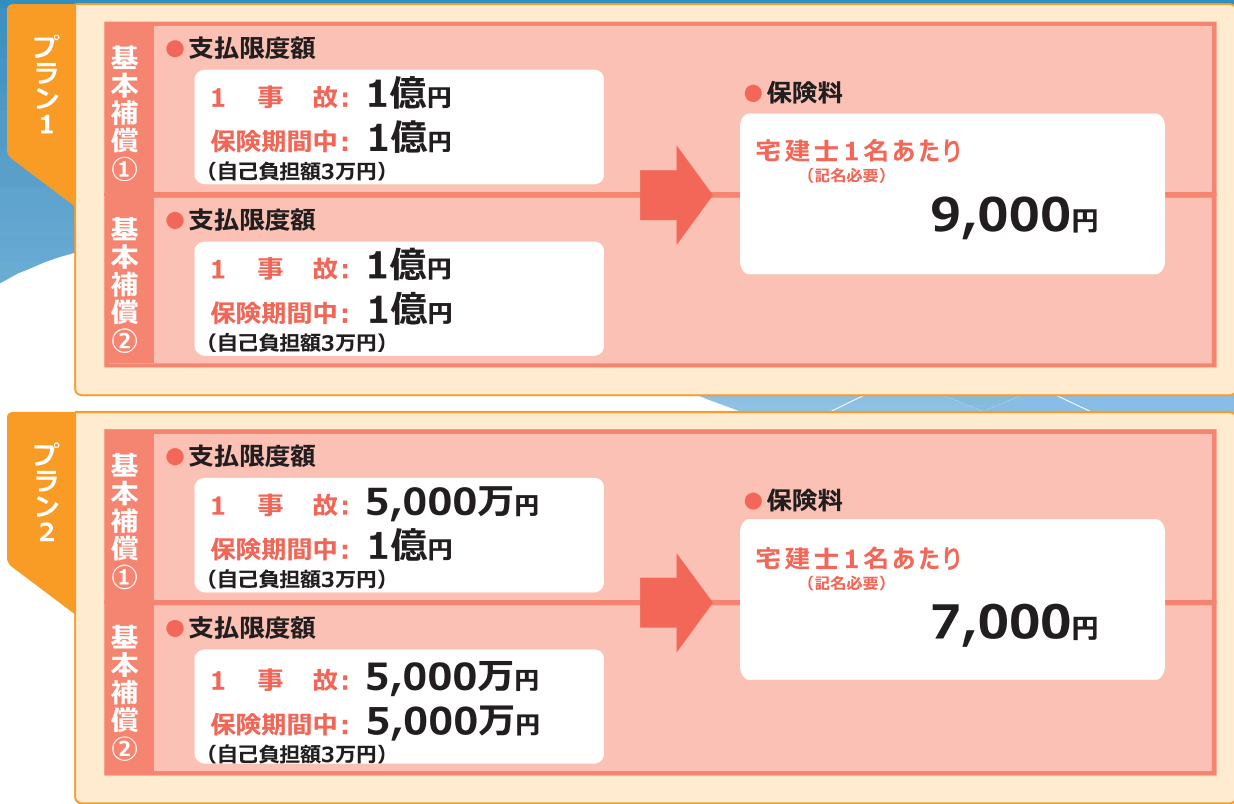 プラン1
基本補償①
●支払限度額
1 事 故: 1億円
保険期間中: 1億円
（自己負担額3万円）
基本補償②
●支払限度額
1 事 故: 1億円
保険期間中: 1億円
（自己負担額3万円）
●保険料
宅建士1名あたり
（記名必要）
9,000円
プラン2
基本補償①
●支払限度額
1 事 故: 5,000万円
保険期間中: 1億円
（自己負担額3万円）
基本補償②
●支払限度額
1 事 故: 5,000万円
保険期間中: 5,000万円
（自己負担額3万円）
●保険料
宅建士1名あたり
（記名必要）
7,000円